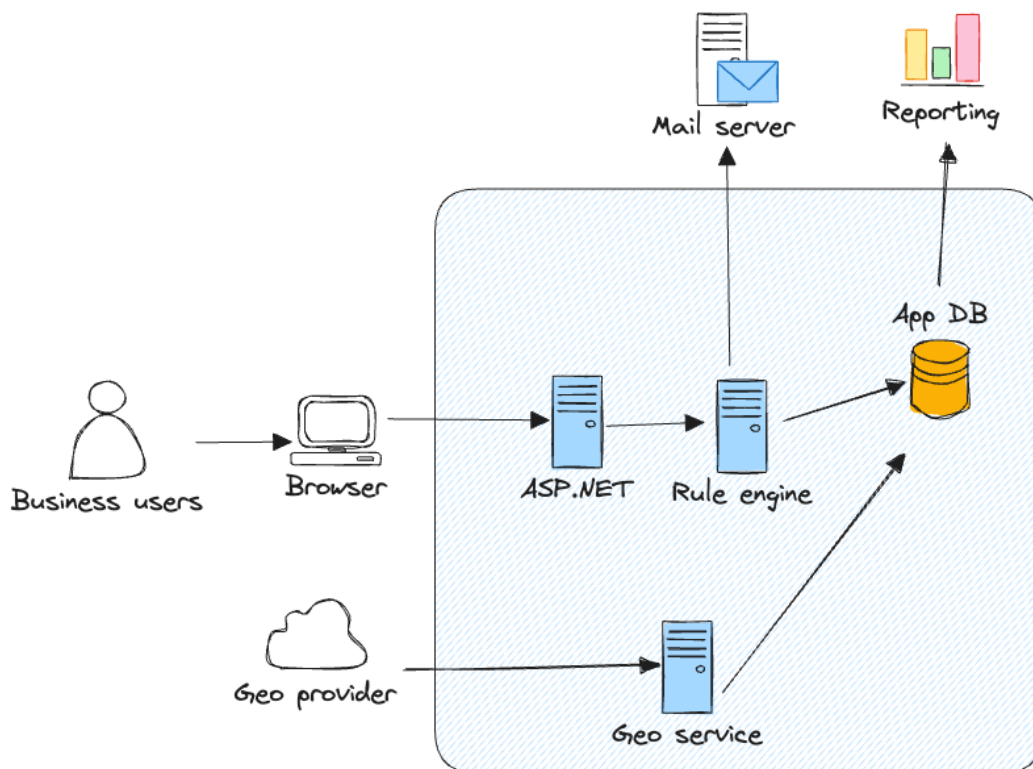 Mail server
Reporting
App DB
Business users
Browser
ASP.NET
Rule engine
Geo provider
Geo service